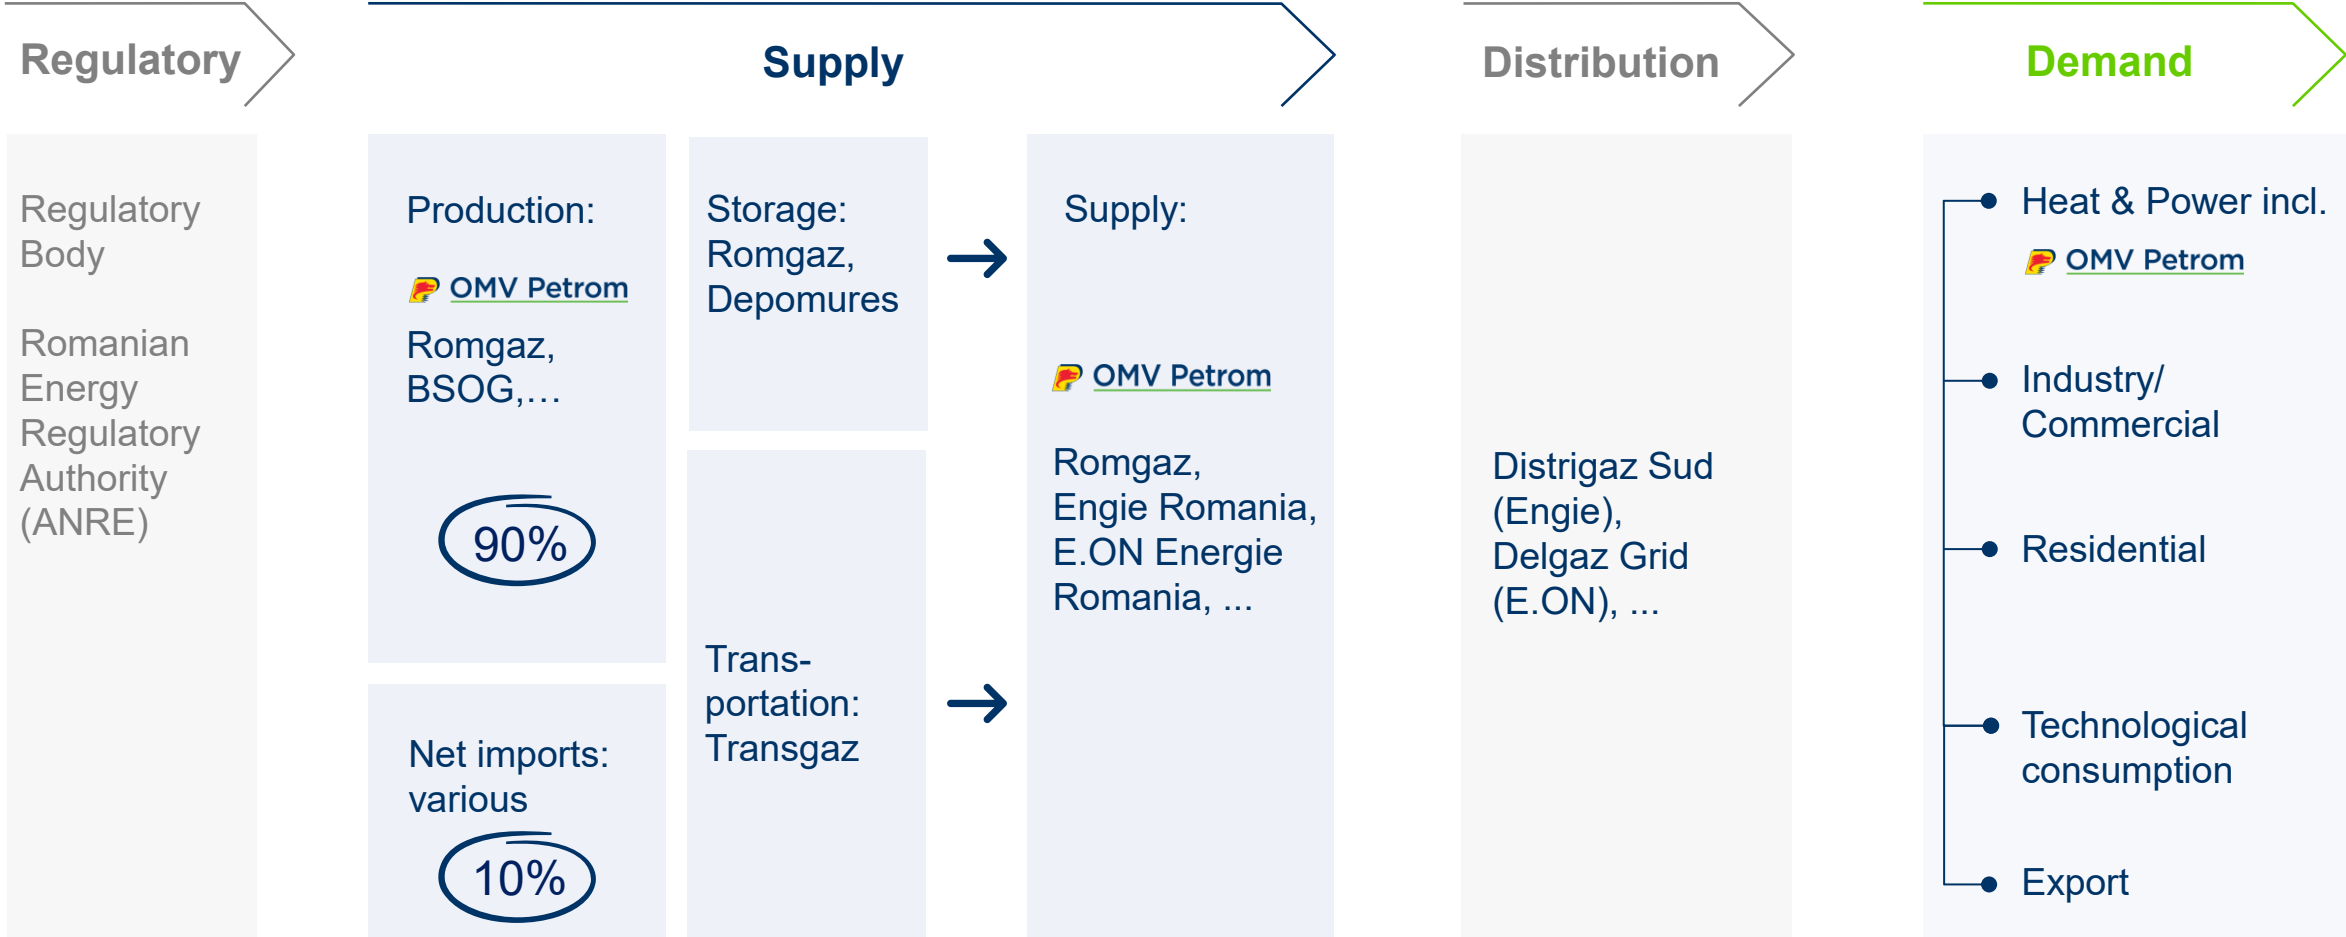 Regulatory
Supply
Distribution
Demand
Regulatory
Body
Romanian
Energy
Regulatory
Authority
(ANRE)
Production:
OMV Petrom
Romgaz,
BSOG,…
90%
Net imports:
various
10%
Storage:
Romgaz,
Depomures
Trans-
portation:
Transgaz
Supply:
OMV Petrom
Romgaz,
Engie Romania,
E.ON Energie
Romania, ...
Distrigaz Sud
(Engie),
Delgaz Grid
(E.ON), ...
Heat & Power incl.
OMV Petrom
Industry/
Commercial
Residential
Technological
consumption
Export